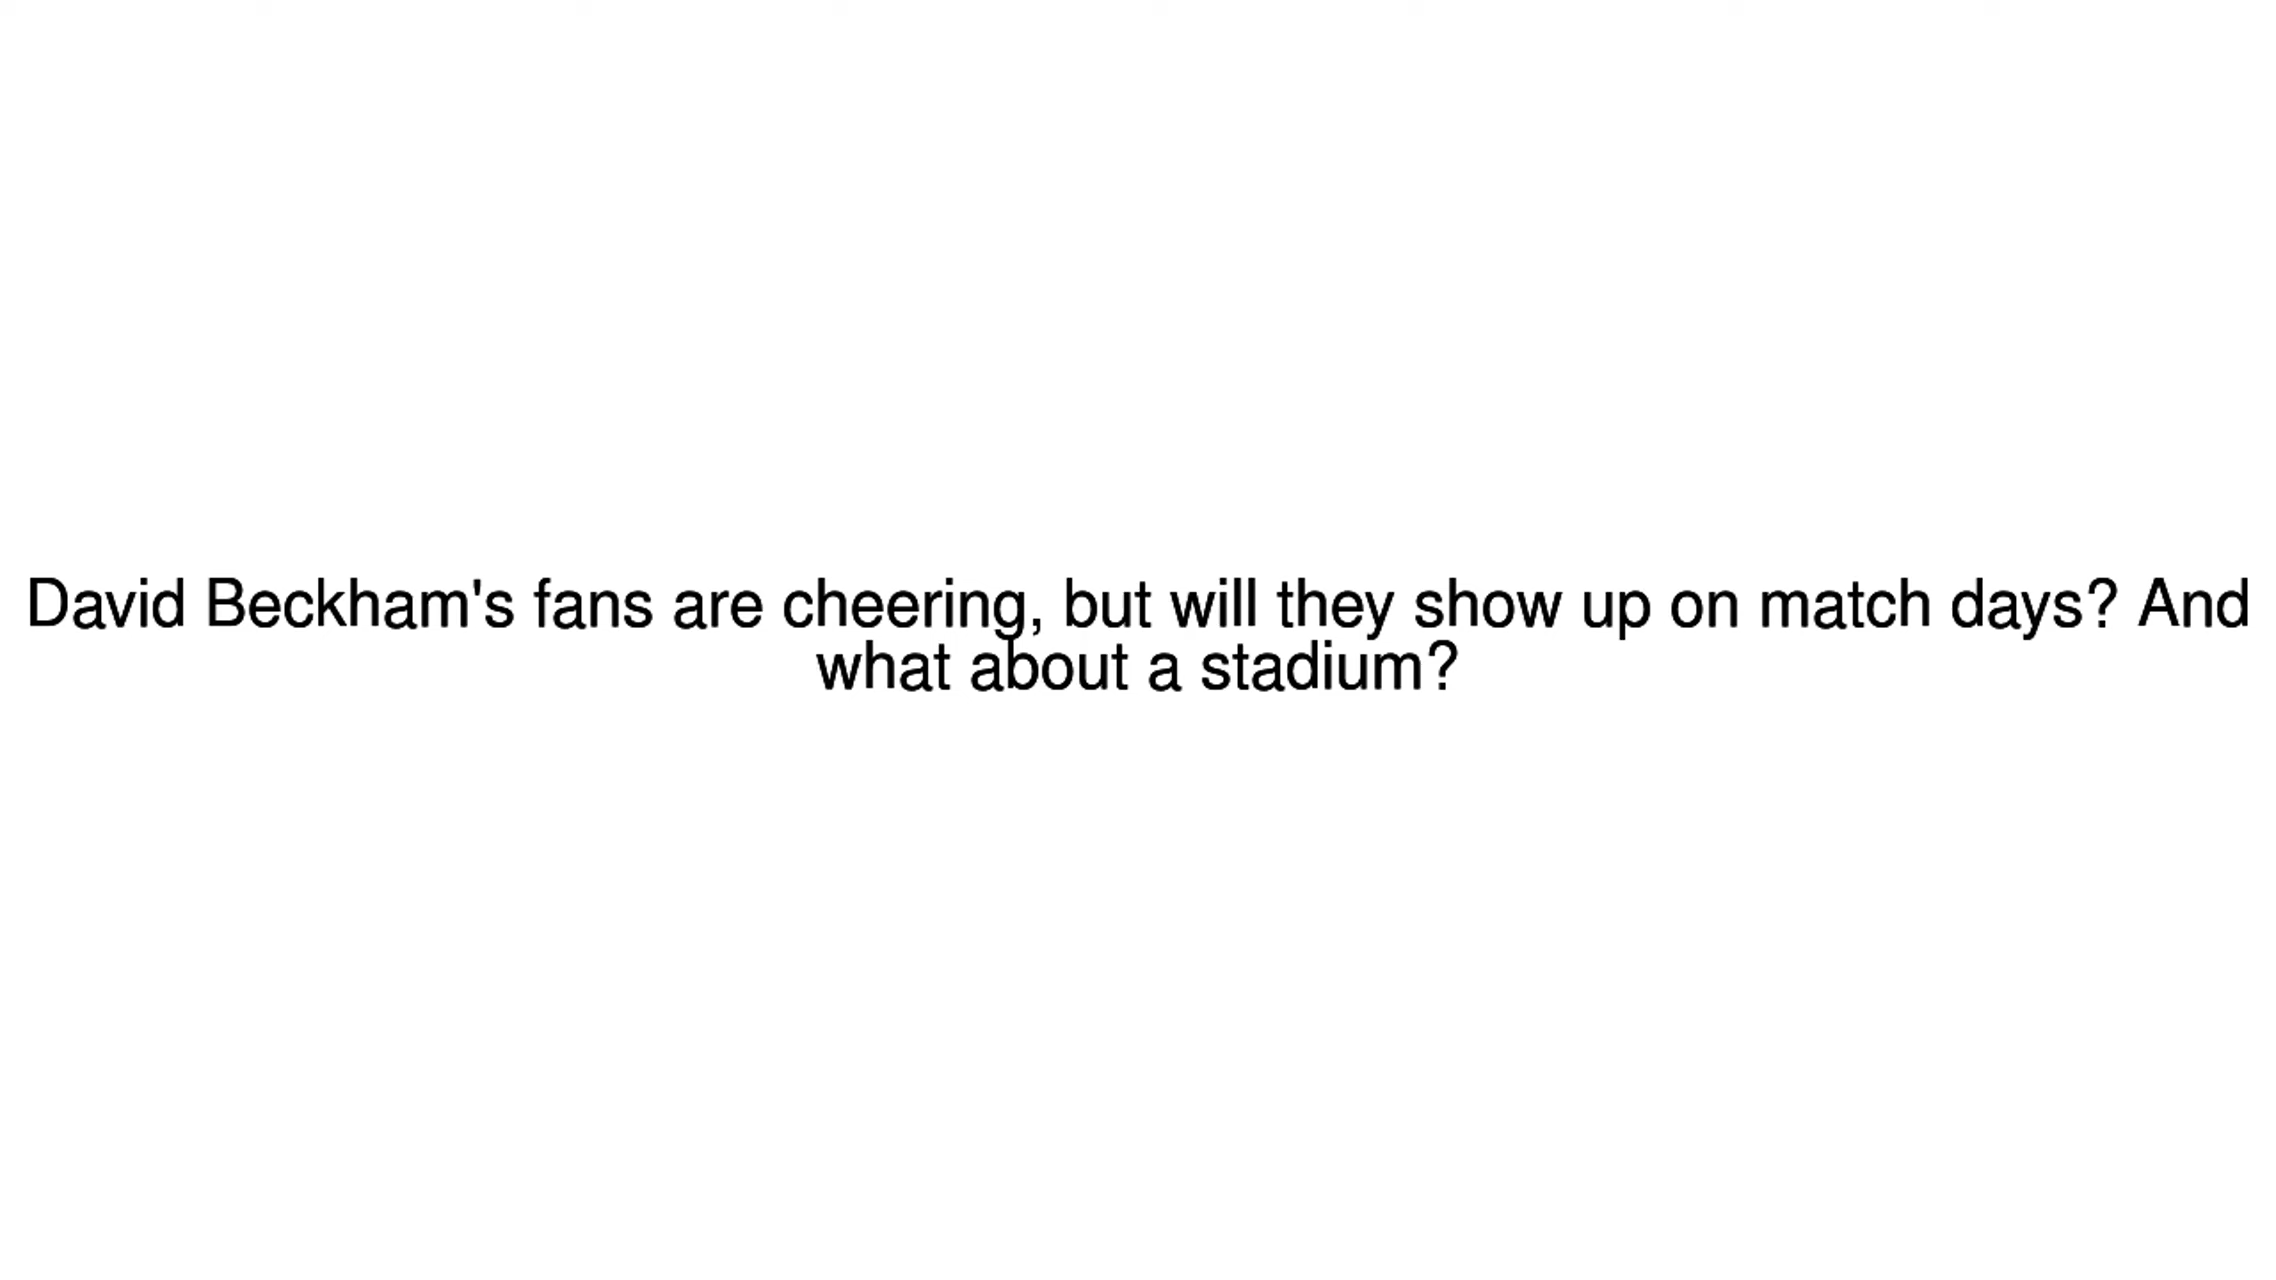 David Beckham's fans are cheering, but will they show up on match days? And
what about a stadium?